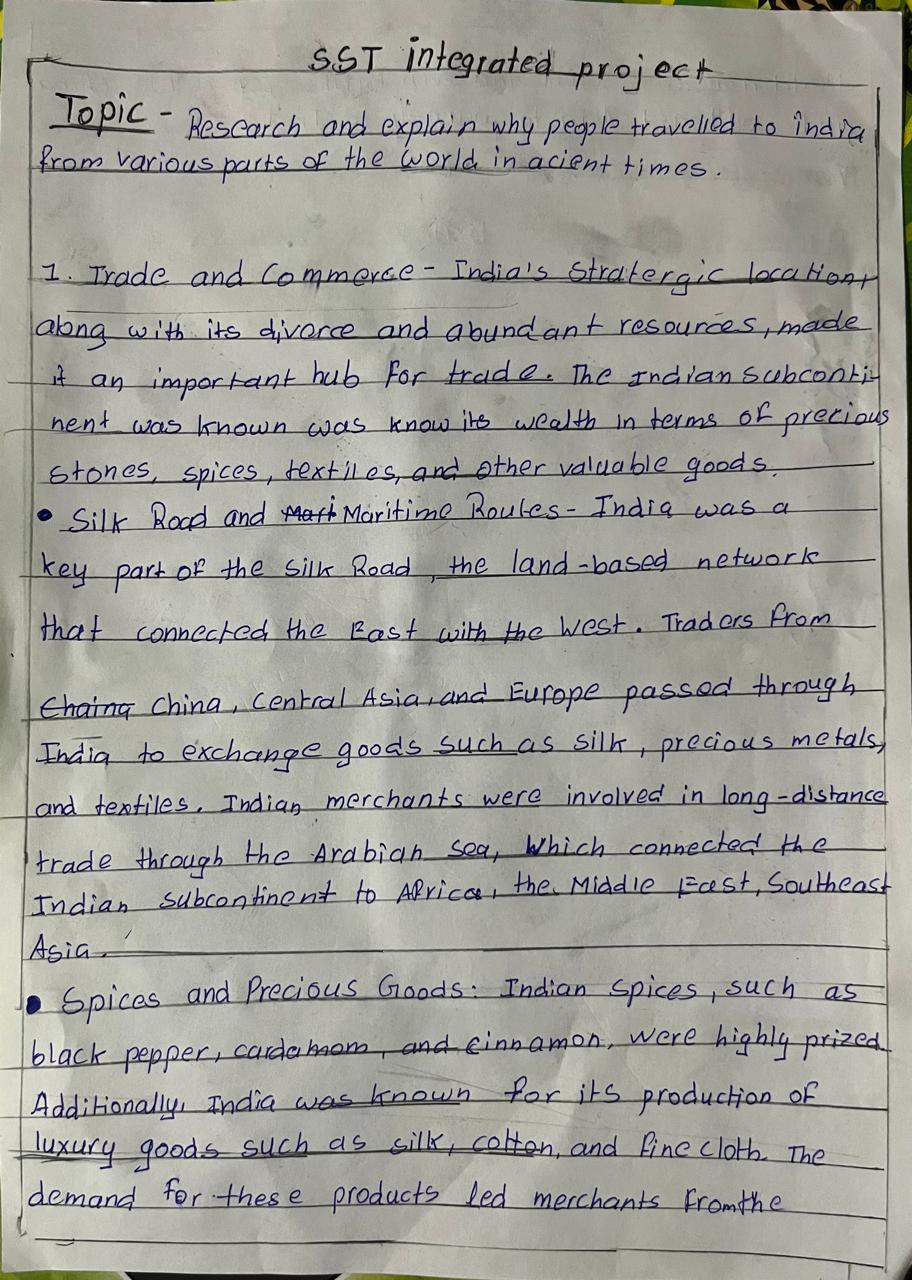 SST integrated project
Topic - Research and explain why people travelled to india
from various parts of the world in acient times.
1. Trade and Commerce - India's Stratergic location,
along with its divorce and abundant resources, made
it an important hub for trade. The Indian Subconti-
nent was known was know its wealth in terms of precious
stones, spices, textiles, and other valuable goods.
• Silk Road and Mart Maritime Routes - India was a
key part of the Silk Road, the land-based network
that connected the East with the West. Traders from
Chaina China, Central Asia, and Europe passed through
India to exchange goods such as silk, precious metals,
and textiles. Indian merchants were involved in long-distance
trade through the Arabian Sea, Which connected the
Indian subcontinent to Africa, the Middle East, Southeast
Asia.
• Spices and Precious Goods: Indian Spices, such as
black pepper, cardamom, and cinnamon, were highly prized.
Additionally, India was known for its production of
luxury goods such as silk, cotton, and fine cloth. The
demand for these products led merchants fromthe